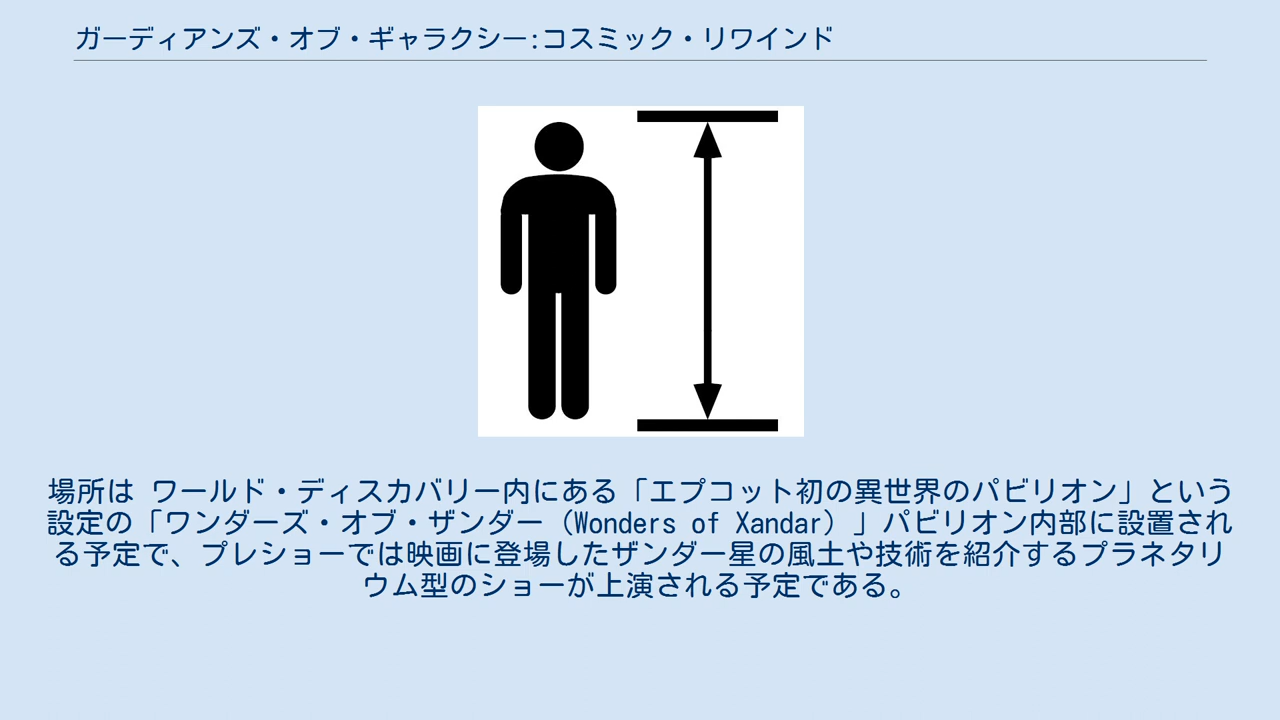 ガーディアンズ・オブ・ギャラクシー:コスミック・リワインド
場所は ワールド・ディスカバリー内にある「エプコット初の異世界のパビリオン」という
設定の「ワンダーズ・オブ・ザンダー（Wonders of Xandar）」パビリオン内部に設置され
る予定で、プレショーでは映画に登場したザンダー星の風土や技術を紹介するプラネタリ
ウム型のショーが上演される予定である。